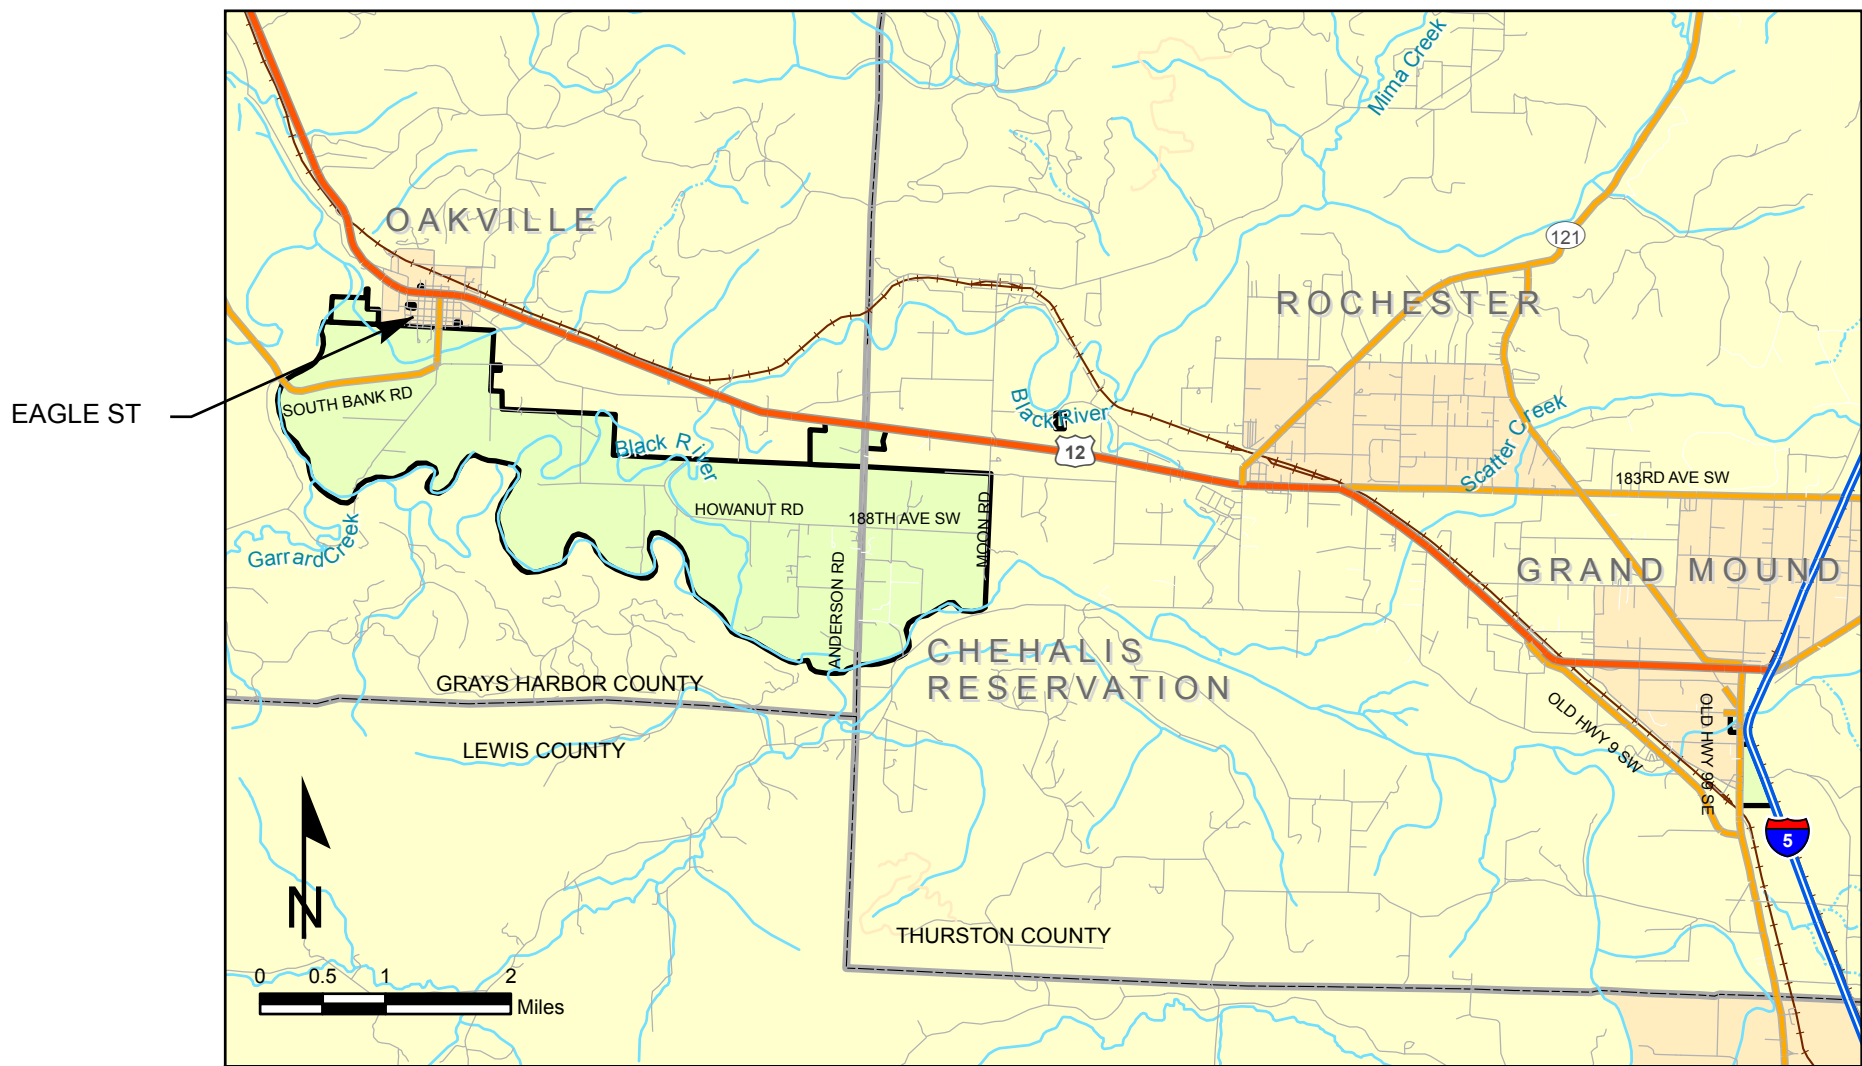 Mima Creek
OAKVILLE
121
ROCHESTER
EAGLE ST
SOUTH BANK RD
Black River
Black River
12
Scatter Creek
183RD AVE SW
HOWANUT RD
188TH AVE SW
MOON RD
Garrard Creek
ANDERSON RD
GRAND MOUND
CHEHALIS
RESERVATION
GRAYS HARBOR COUNTY
LEWIS COUNTY
OLD HWY 9 SW
OLD HWY 99 SE
5
N
THURSTON COUNTY
0 0.5 1 2
Miles